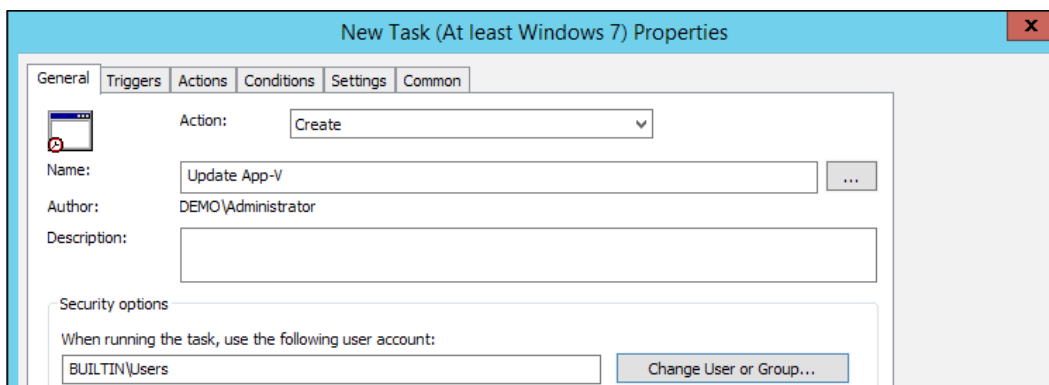 New Task (At least Windows 7) Properties
x
General Triggers Actions Conditions Settings Common
Action: Create
Name: Update App-V ...
Author: DEMO\Administrator
Description:
Security options
When running the task, use the following user account:
BUILTIN\Users Change User or Group...